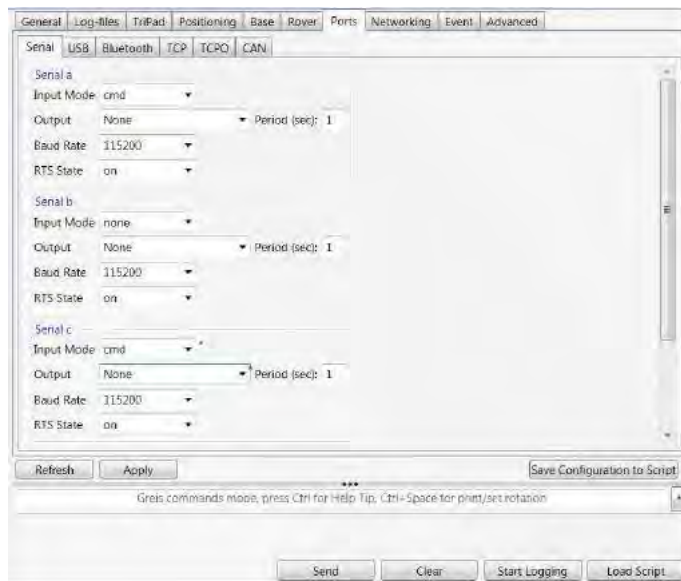 General Log-files TriPad Positioning Base Rover Ports Networking Event Advanced
Serial USB Bluetooth TCP TCPO CAN
Serial a
Input Mode cmd
Output None Period (sec): 1
Baud Rate 115200
RTS State on
Serial b
Input Mode none
Output None Period (sec): 1
Baud Rate 115200
RTS State on
Serial c
Input Mode cmd *
Output None * Period (sec): 1
Baud Rate 115200
RTS State on
Refresh Apply Save Configuration to Script
Greis commands mode, press Ctrl for Help Tip, Ctrl+Space for print/set rotation
Send Clear Start Logging Load Script